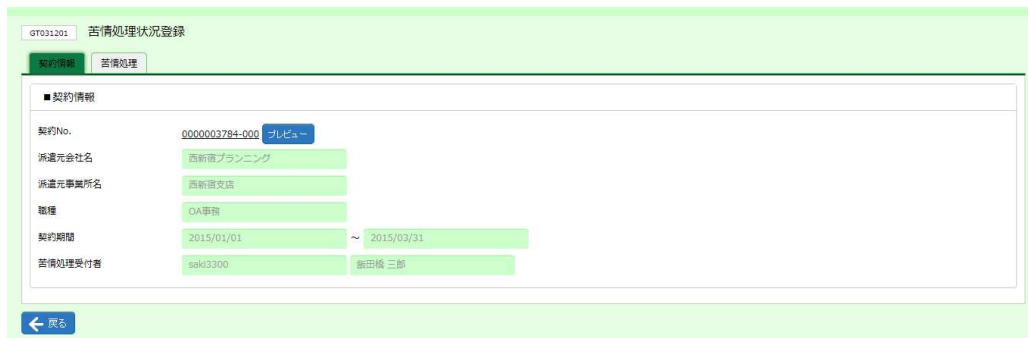 GT031201 苦情処理状況登録
契約情報 苦情処理
■契約情報
契約No. 0000003784-000 プレビュー
派遣元会社名 西新宿プランニング
派遣元事業所名 西新宿支店
職種 OA事務
契約期間 2015/01/01 ～ 2015/03/31
苦情処理受付者 saki3300 飯田橋 三郎
戻る